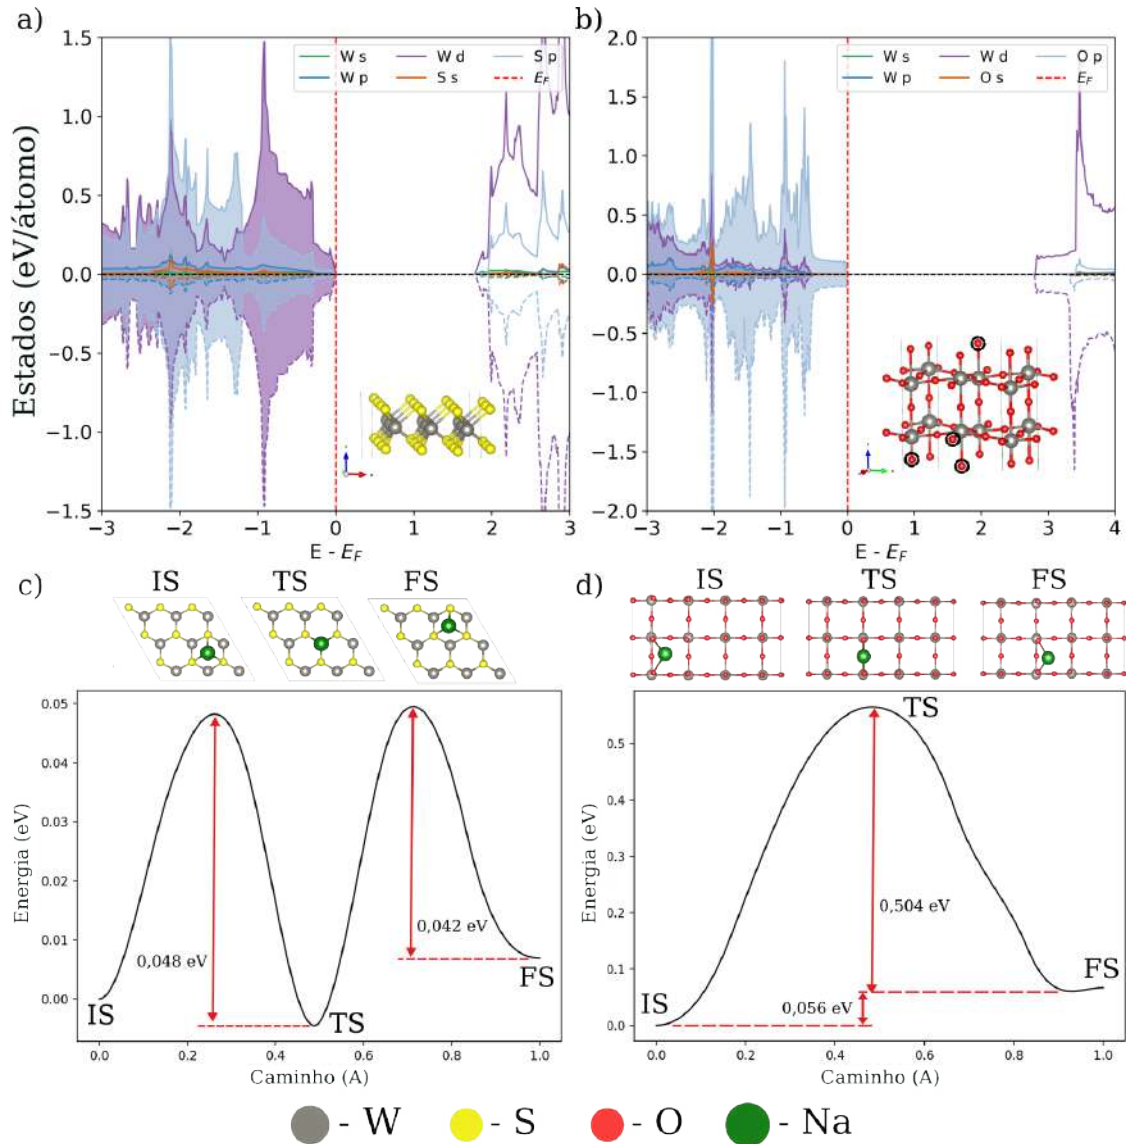 a)
b)
Estados (eV/átomo)
1.5
1.0
0.5
0.0
−0.5
−1.0
−1.5
W s
W d
S p
W p
S s
E_F
−3
−2
−1
0
1
2
3
E - E_F
2.0
1.5
1.0
0.5
0.0
−0.5
−1.0
−1.5
−2.0
W s
W d
O p
W p
O s
E_F
−3
−2
−1
0
1
2
3
4
E - E_F
c)
IS
TS
FS
d)
IS
TS
FS
Energia (eV)
0.05
0.04
0.03
0.02
0.01
0.00
0,048 eV
0,042 eV
IS
TS
FS
0.0
0.2
0.4
0.6
0.8
1.0
Caminho (A)
Energia (eV)
0.5
0.4
0.3
0.2
0.1
0.0
TS
0,504 eV
0,056 eV
IS
FS
0.0
0.2
0.4
0.6
0.8
1.0
Caminho (A)
- W
- S
- O
- Na